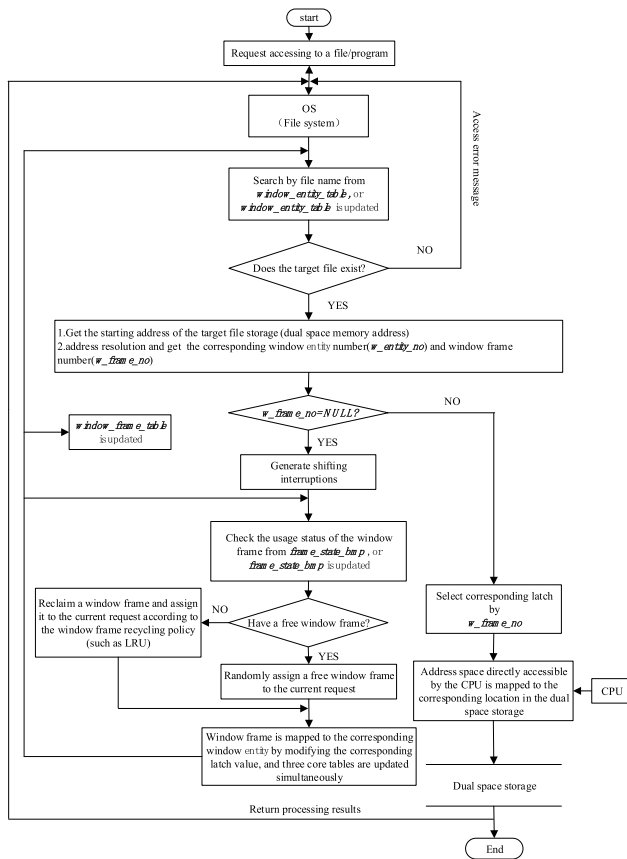 start
Request accessing to a file/program
OS
(File system)
Access error message
Search by file name from
window_entity_table, or
window_entity_table is updated
NO
Does the target file exist?
YES
1.Get the starting address of the target file storage (dual space memory address)
2.address resolution and get the corresponding window entity number(w_entity_no) and window frame
number(w_frame_no)
NO
w_frame_no=NULL?
window_frame_table
is updated
YES
Generate shifting
interruptions
Check the usage status of the window
frame from frame_state_bmp, or
frame_state_bmp is updated
Reclaim a window frame and assign
it to the current request according to
the window frame recycling policy
(such as LRU)
NO
Have a free window frame?
Select corresponding latch
by
w_frame_no
YES
Randomly assign a free window frame
to the current request
Address space directly accessible
by the CPU is mapped to the
corresponding location in the dual
space storage
CPU
Window frame is mapped to the corresponding
window entity by modifying the corresponding
latch value, and three core tables are updated
simultaneously
Dual space storage
Return processing results
End